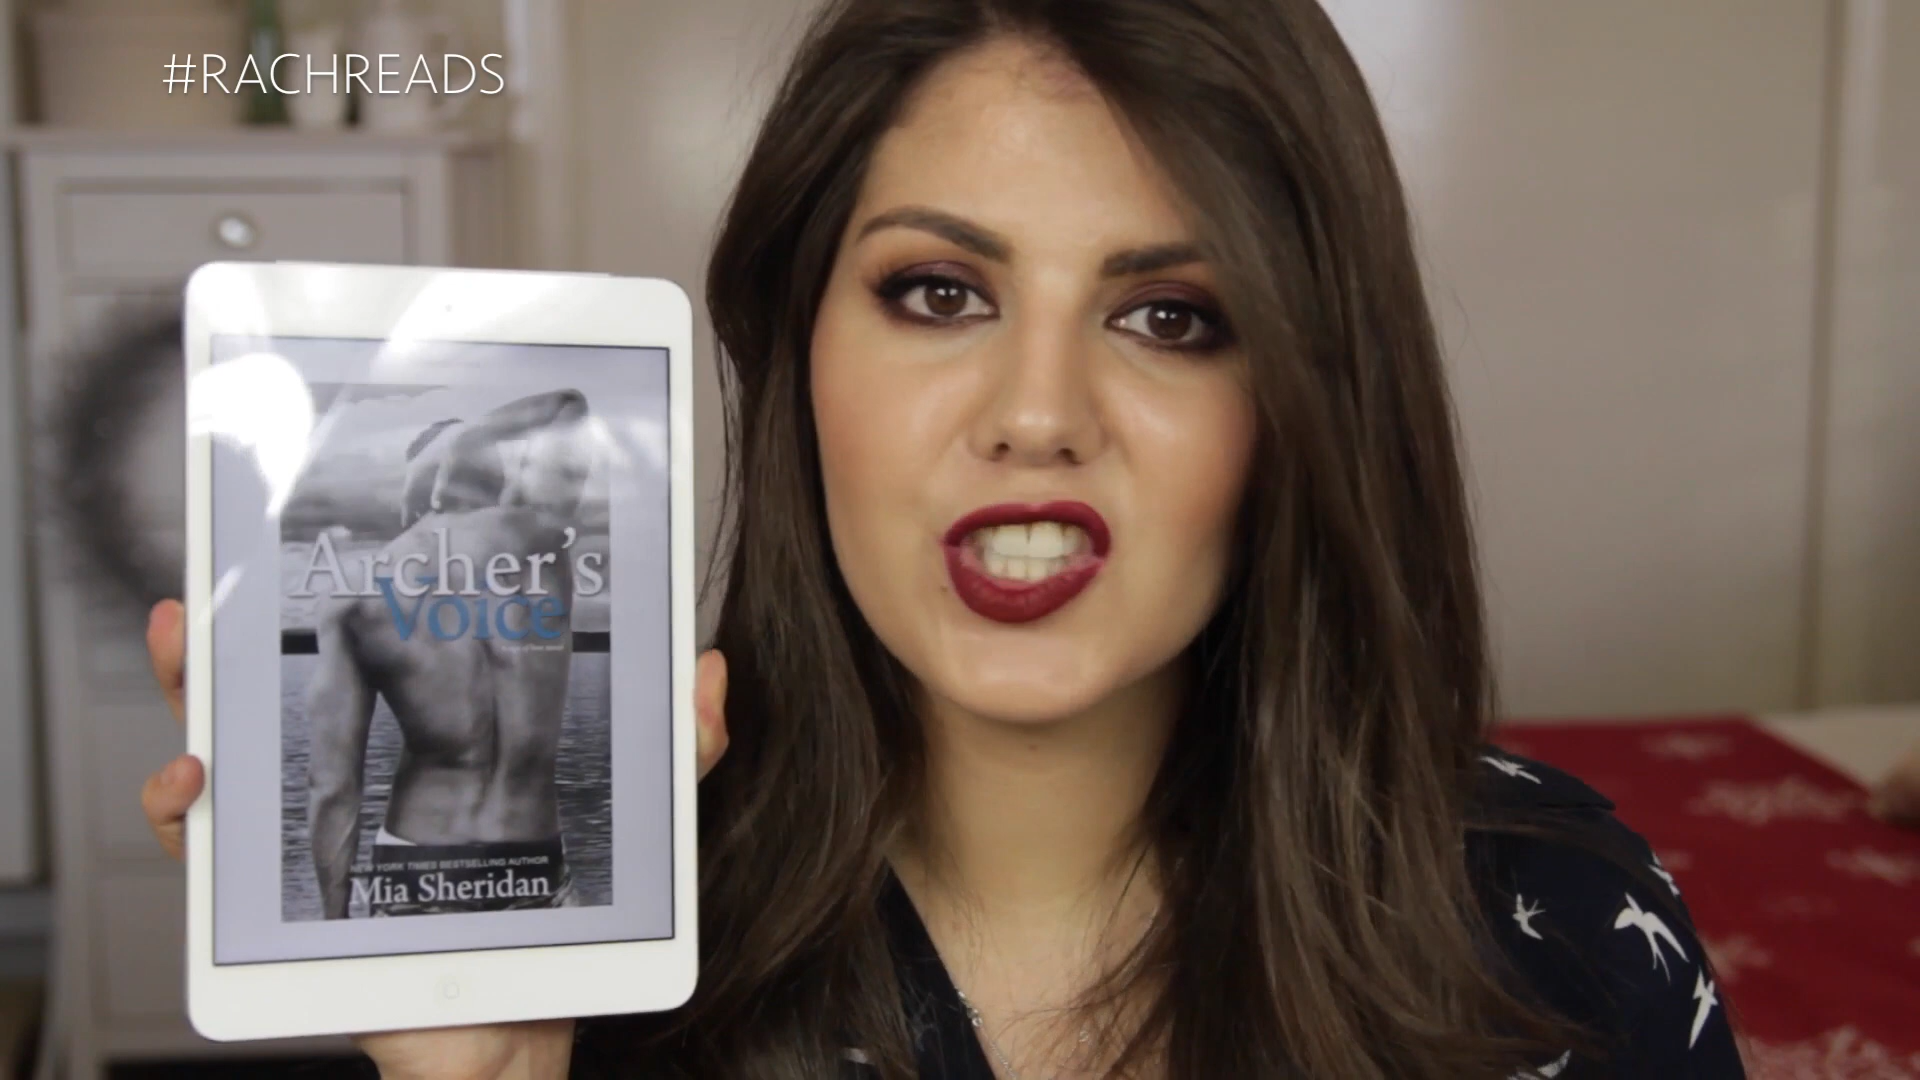 #RACHREADS
Archer's
Voice
NEW YORK TIMES BESTSELLING AUTHOR
Mia Sheridan